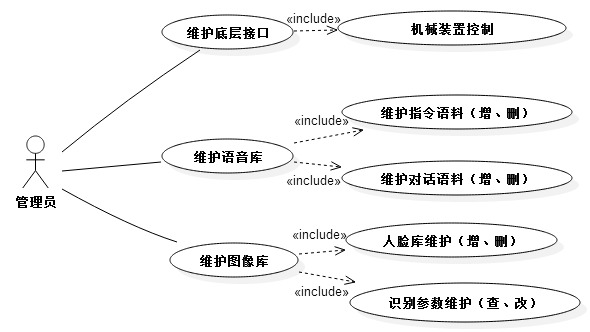 维护底层接口
«include»
机械装置控制
«include»
维护指令语料（增、删）
维护语音库
«include»
维护对话语料（增、删）
管理员
«include»
人脸库维护（增、删）
维护图像库
«include»
识别参数维护（查、改）